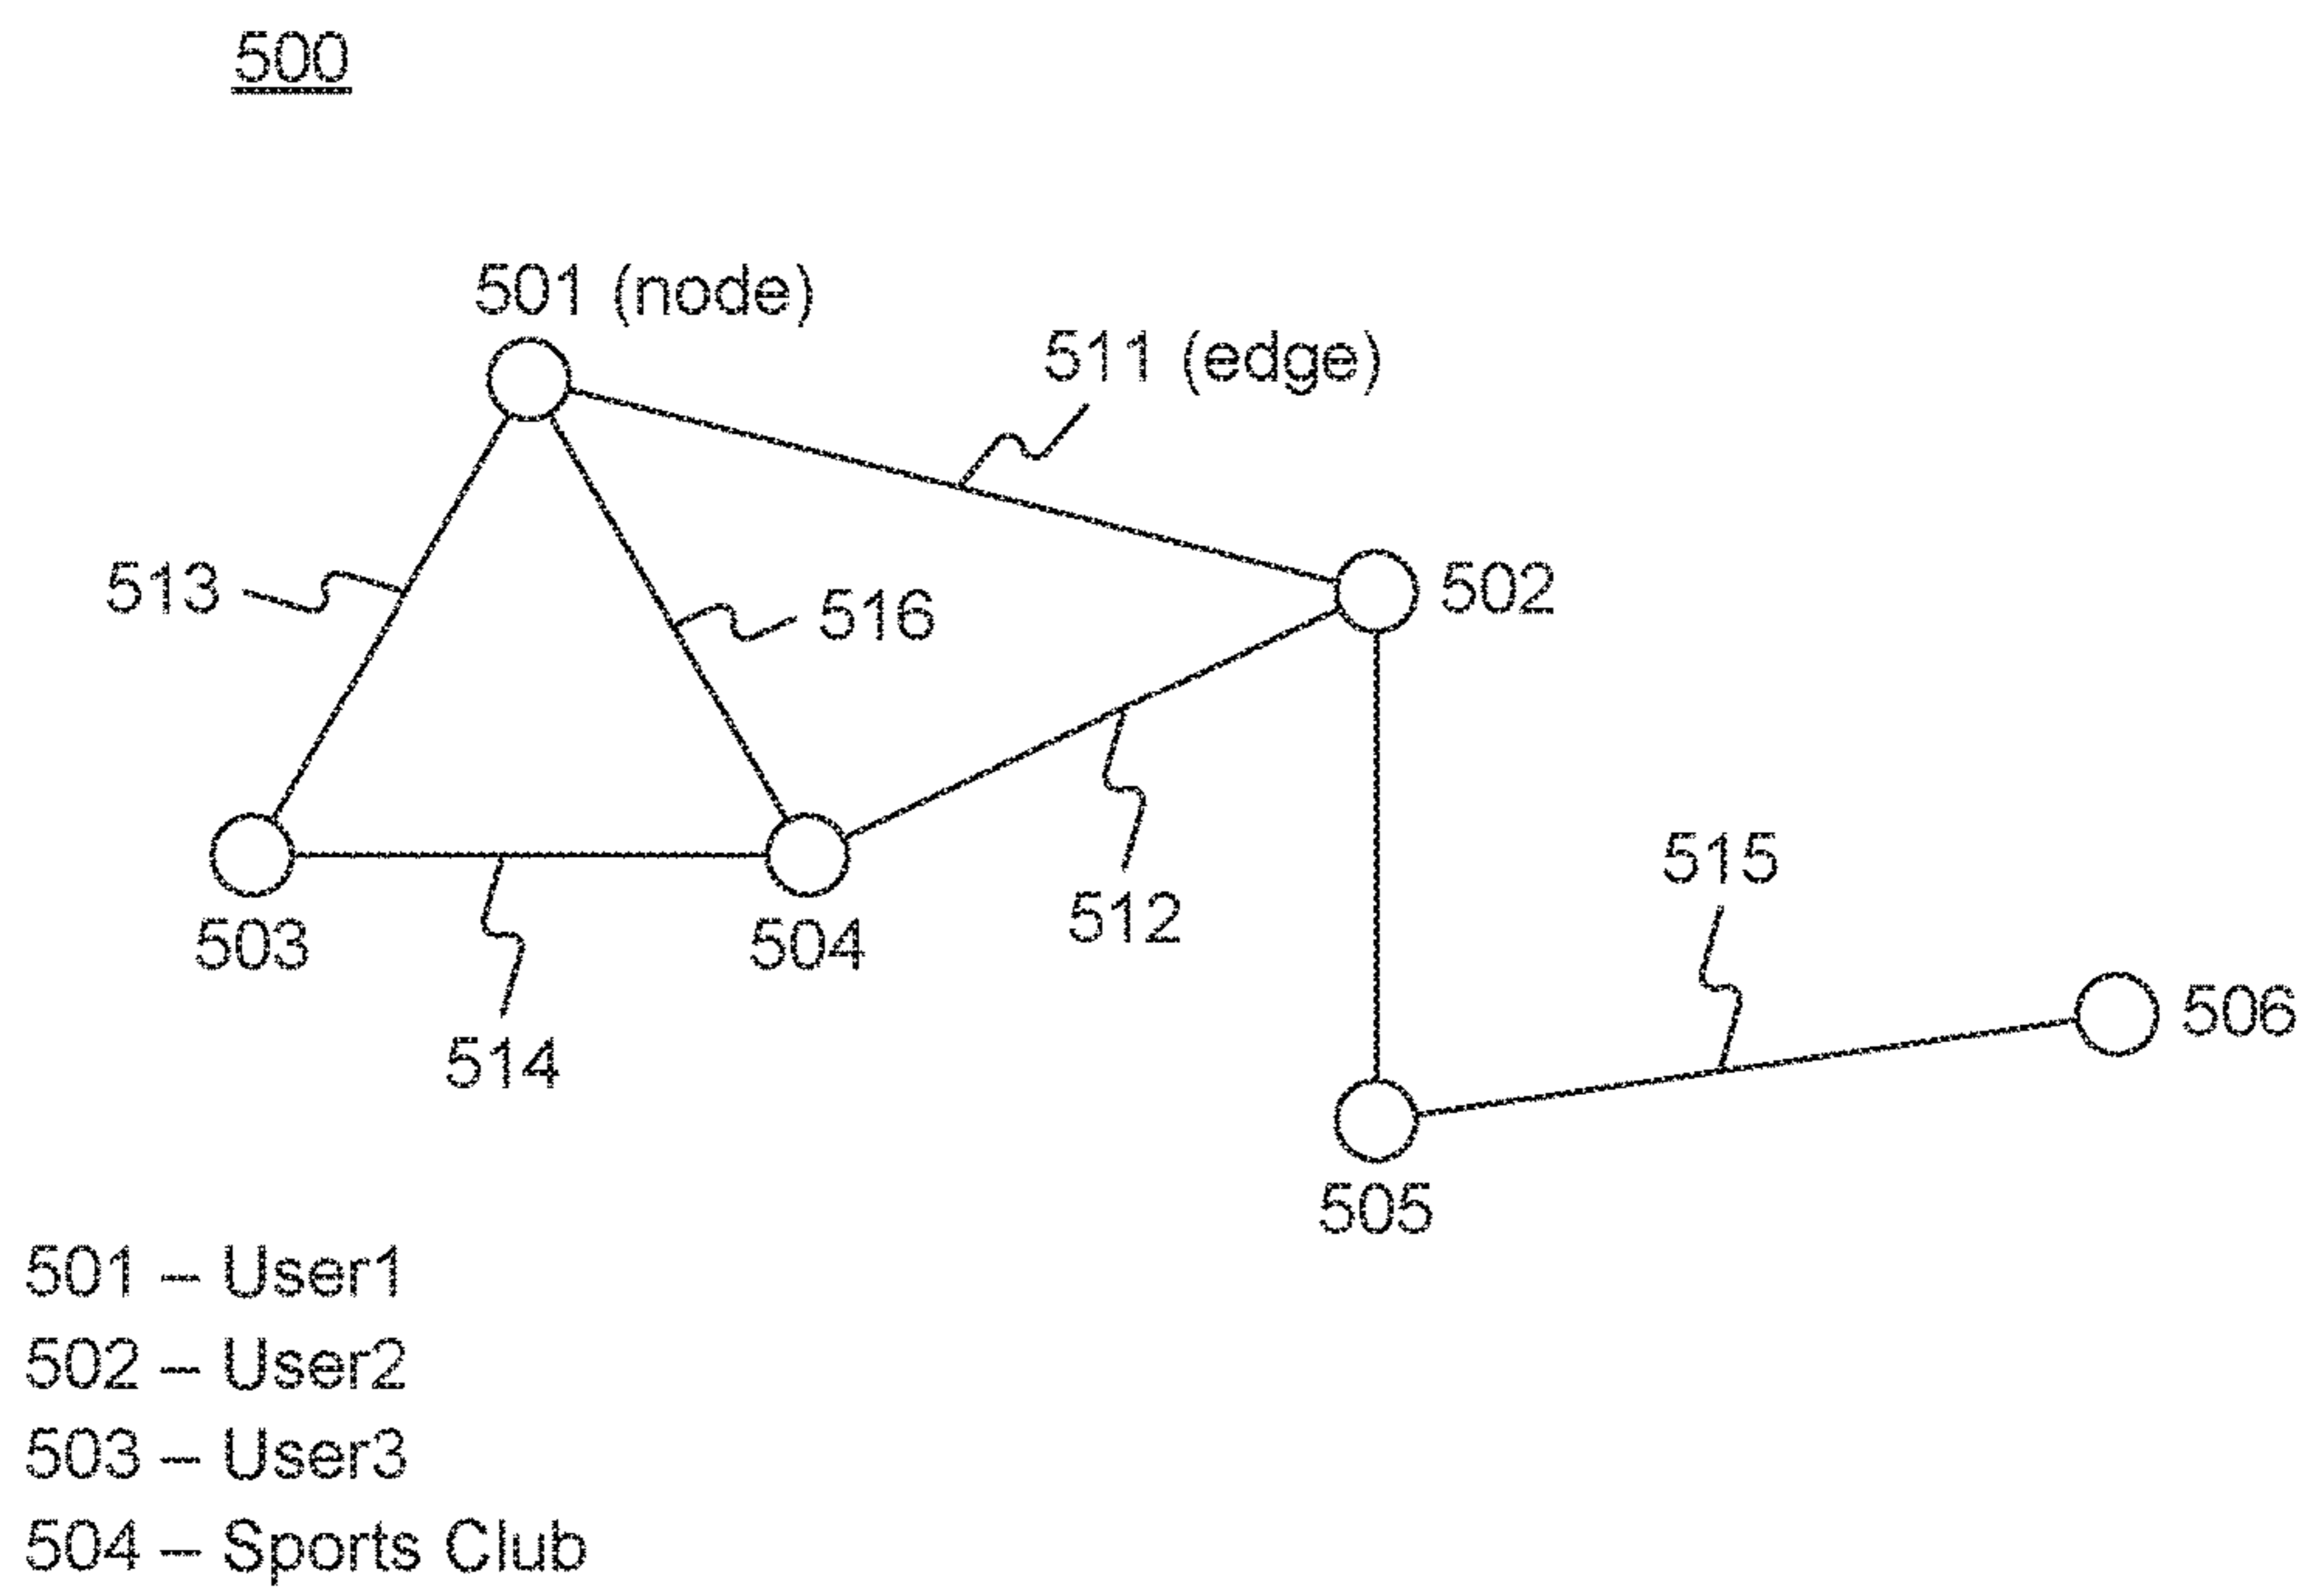 500
501 (node)
511 (edge)
513
516
502
503
504
512
515
514
506
505
501 – User1
502 – User2
503 – User3
504 – Sports Club